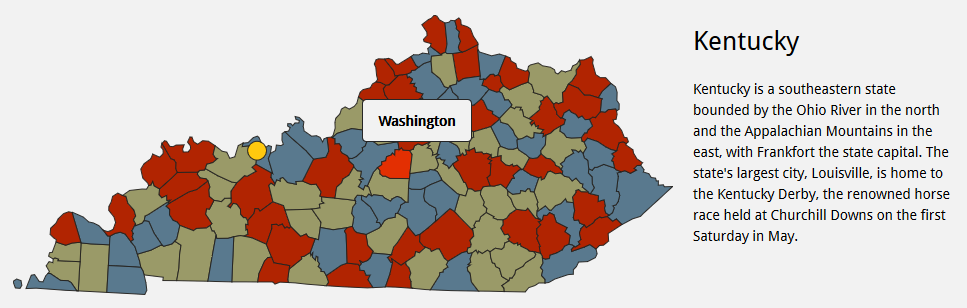 Kentucky
Washington
Kentucky is a southeastern state
bounded by the Ohio River in the north
and the Appalachian Mountains in the
east, with Frankfort the state capital. The
state's largest city, Louisville, is home to
the Kentucky Derby, the renowned horse
race held at Churchill Downs on the first
Saturday in May.